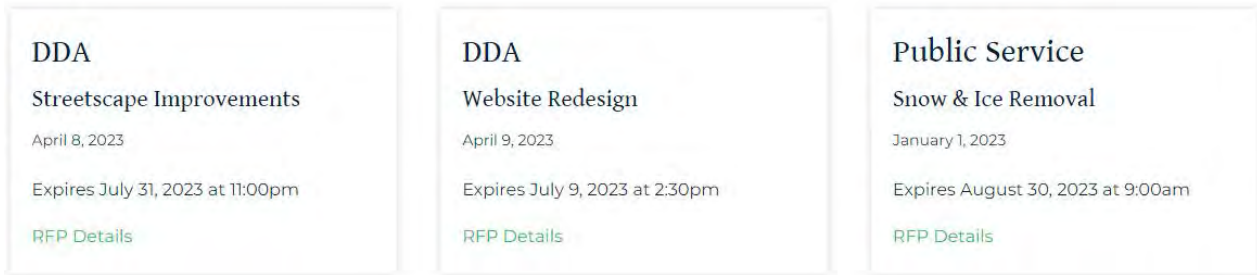 DDA
Streetscape Improvements
April 8, 2023
Expires July 31, 2023 at 11:00pm
RFP Details
DDA
Website Redesign
April 9, 2023
Expires July 9, 2023 at 2:30pm
RFP Details
Public Service
Snow & Ice Removal
January 1, 2023
Expires August 30, 2023 at 9:00am
RFP Details